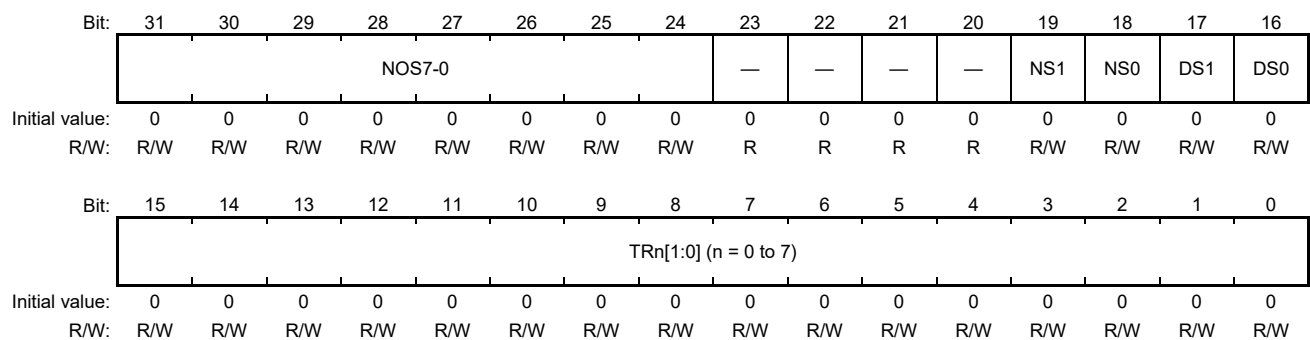 Bit: 31 30 29 28 27 26 25 24 23 22 21 20 19 18 17 16
NOS7-0 — — — — NS1 NS0 DS1 DS0
Initial value: 0 0 0 0 0 0 0 0 0 0 0 0 0 0 0 0
R/W: R/W R/W R/W R/W R/W R/W R/W R/W R R R R R/W R/W R/W R/W
Bit: 15 14 13 12 11 10 9 8 7 6 5 4 3 2 1 0
TRn[1:0] (n = 0 to 7)
Initial value: 0 0 0 0 0 0 0 0 0 0 0 0 0 0 0 0
R/W: R/W R/W R/W R/W R/W R/W R/W R/W R/W R/W R/W R/W R/W R/W R/W R/W